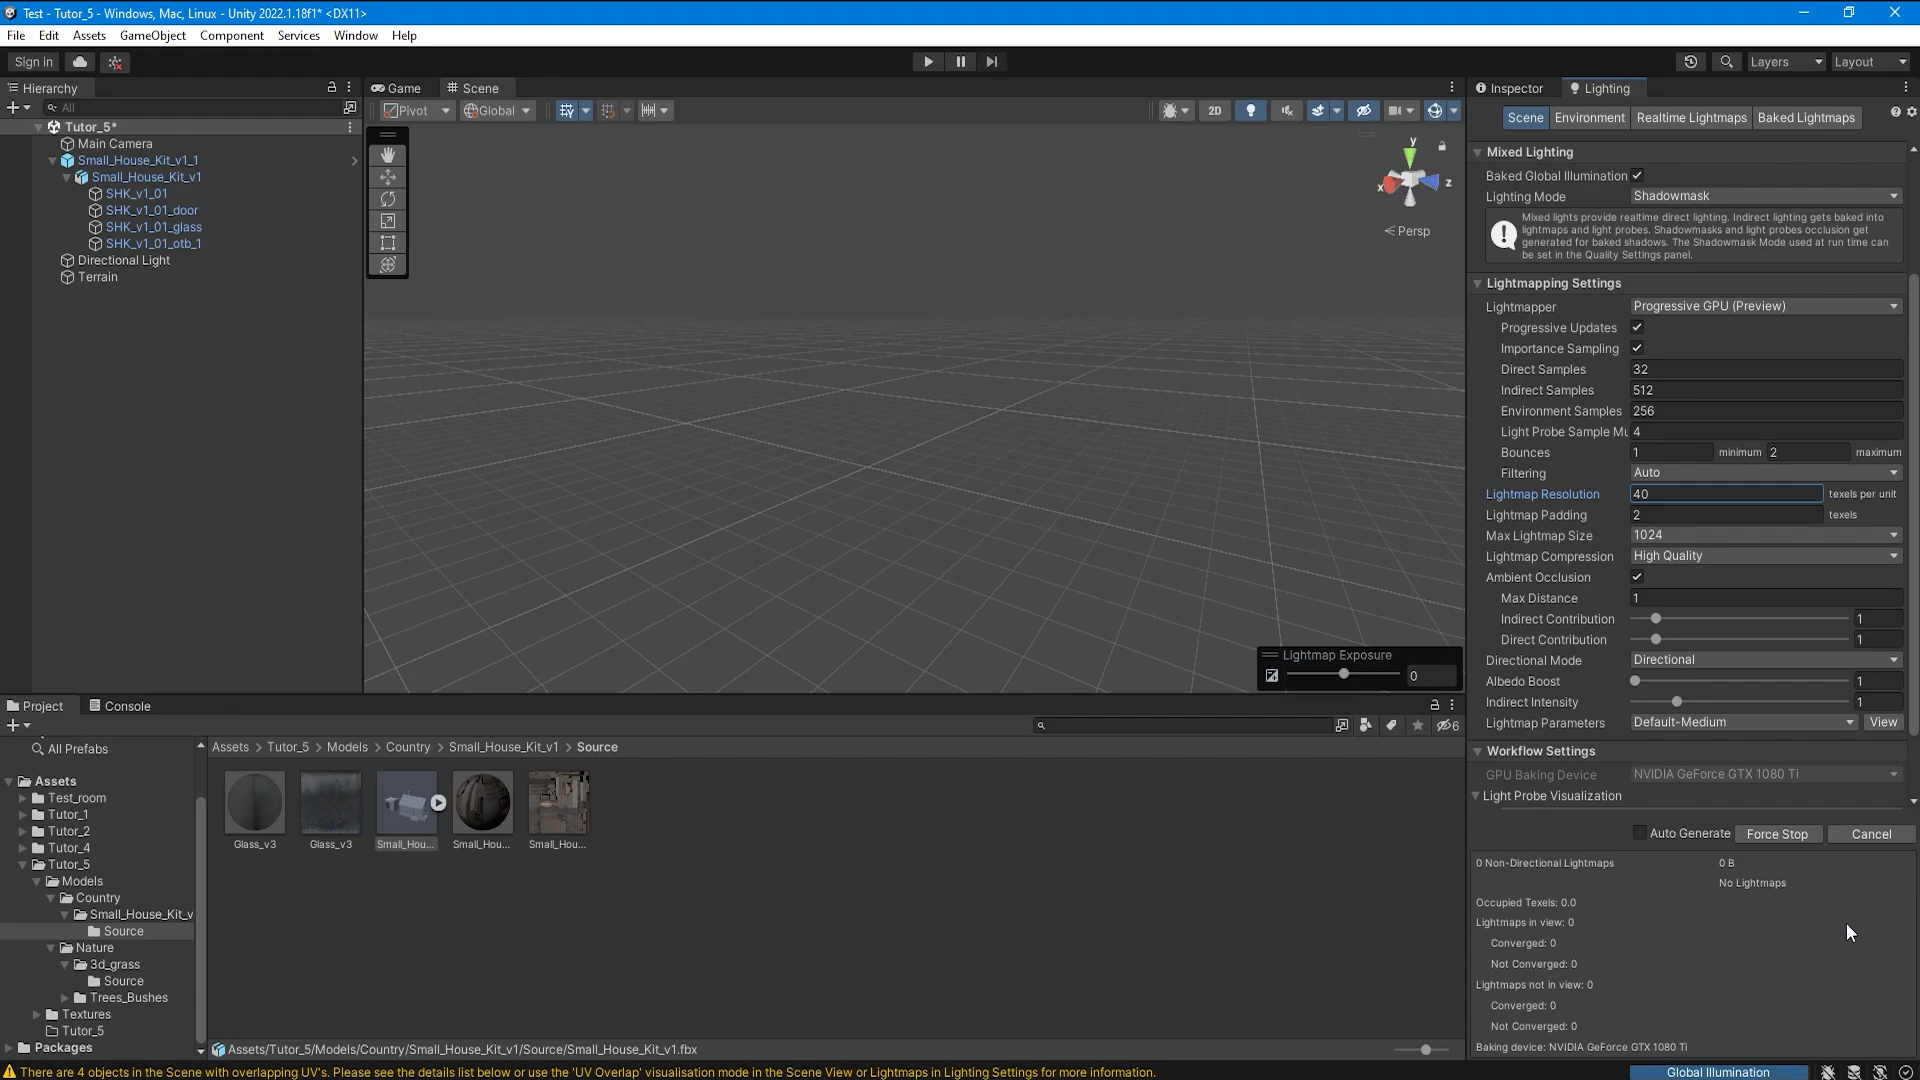 Test - Tutor_5 - Windows, Mac, Linux - Unity 2022.1.18f1* <DX11>
File Edit Assets GameObject Component Services Window Help
Sign in
Layers
Layout
Hierarchy
All
Tutor_5*
Main Camera
Small_House_Kit_v1_1
Small_House_Kit_v1
SHK_v1_01
SHK_v1_01_door
SHK_v1_01_glass
SHK_v1_01_otb_1
Directional Light
Terrain
Game Scene
Pivot Global
2D
y
x
z
Persp
Lightmap Exposure
0
Inspector Lighting
Scene Environment Realtime Lightmaps Baked Lightmaps
Mixed Lighting
Baked Global Illumination
Lighting Mode Shadowmask
Mixed lights provide realtime direct lighting. Indirect lighting gets baked into
lightmaps and light probes. Shadowmasks and light probes occlusion get
generated for baked shadows. The Shadowmask Mode used at run time can
be set in the Quality Settings panel.
Lightmapping Settings
Lightmapper Progressive GPU (Preview)
Progressive Updates
Importance Sampling
Direct Samples 32
Indirect Samples 512
Environment Samples 256
Light Probe Sample Mu 4
Bounces 1 minimum 2 maximum
Filtering Auto
Lightmap Resolution 40 texels per unit
Lightmap Padding 2 texels
Max Lightmap Size 1024
Lightmap Compression High Quality
Ambient Occlusion
Max Distance 1
Indirect Contribution 1
Direct Contribution 1
Directional Mode Directional
Albedo Boost 1
Indirect Intensity 1
Lightmap Parameters Default-Medium View
Workflow Settings
GPU Baking Device NVIDIA GeForce GTX 1080 Ti
Light Probe Visualization
Auto Generate Force Stop Cancel
0 Non-Directional Lightmaps 0 B
No Lightmaps
Occupied Texels: 0.0
Lightmaps in view: 0
Converged: 0
Not Converged: 0
Lightmaps not in view: 0
Converged: 0
Not Converged: 0
Baking device: NVIDIA GeForce GTX 1080 Ti
Project Console
6
All Prefabs
Assets
Test_room
Tutor_1
Tutor_2
Tutor_4
Tutor_5
Models
Country
Small_House_Kit_v
Source
Nature
3d_grass
Source
Trees_Bushes
Textures
Tutor_5
Packages
Assets > Tutor_5 > Models > Country > Small_House_Kit_v1 > Source
Glass_v3 Glass_v3 Small_Hou... Small_Hou... Small_Hou...
Assets/Tutor_5/Models/Country/Small_House_Kit_v1/Source/Small_House_Kit_v1.fbx
There are 4 objects in the Scene with overlapping UV's. Please see the details list below or use the 'UV Overlap' visualisation mode in the Scene View or Lightmaps in Lighting Settings for more information.
Global Illumination